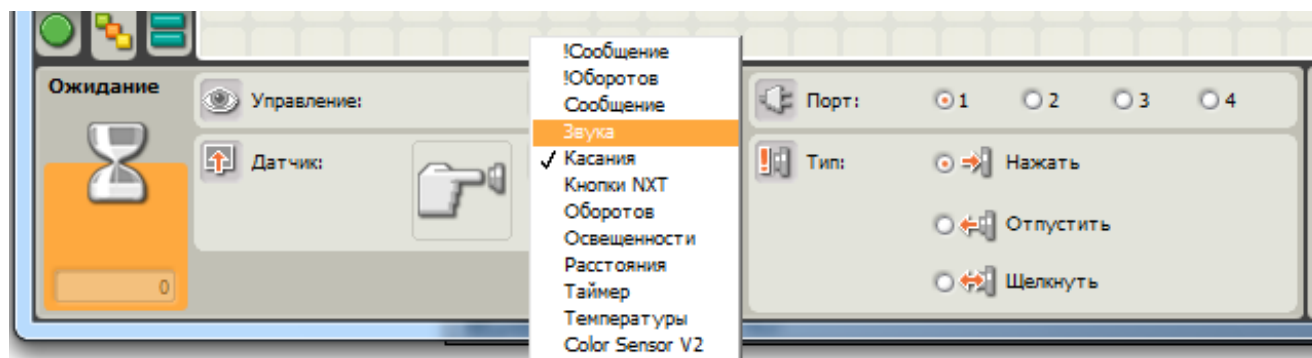 Ожидание
0
Управление:
Датчик:
!Сообщение
!Оборотов
Сообщение
Звука
Касания
Кнопки NXT
Оборотов
Освещенности
Расстояния
Таймер
Температуры
Color Sensor V2
Порт: 1 2 3 4
Тип: Нажать
Отпустить
Щелкнуть